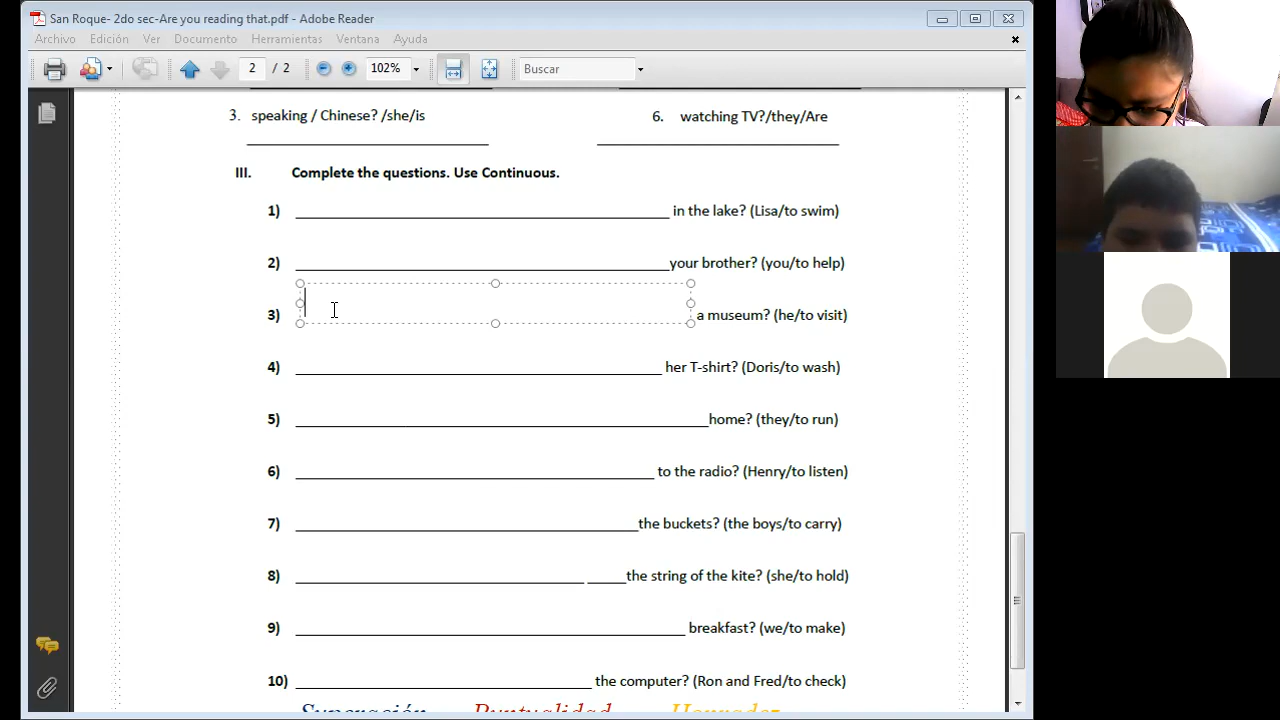 San Roque- 2do sec-Are you reading that.pdf - Adobe Reader
Archivo Edición Ver Documento Herramientas Ventana Ayuda
2 / 2 102% Buscar
3. speaking / Chinese? /she/is
6. watching TV?/they/Are
III. Complete the questions. Use Continuous.
1) in the lake? (Lisa/to swim)
2) your brother? (you/to help)
3) a museum? (he/to visit)
4) her T-shirt? (Doris/to wash)
5) home? (they/to run)
6) to the radio? (Henry/to listen)
7) the buckets? (the boys/to carry)
8) the string of the kite? (she/to hold)
9) breakfast? (we/to make)
10) the computer? (Ron and Fred/to check)
Superación Puntualidad Honradez